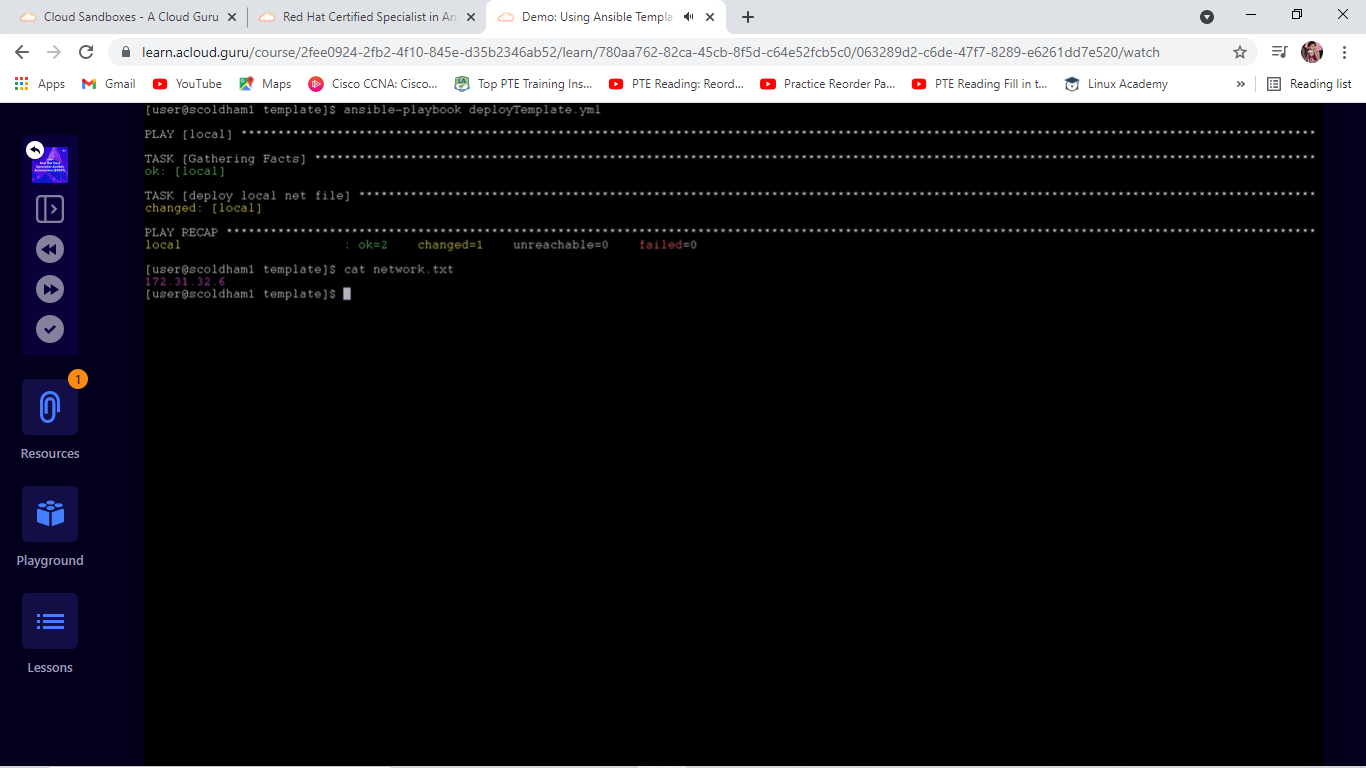 Cloud Sandboxes - A Cloud Guru
Red Hat Certified Specialist in An
Demo: Using Ansible Templa
learn.acloud.guru/course/2fee0924-2fb2-4f10-845e-d35b2346ab52/learn/780aa762-82ca-45cb-8f5d-c64e52fcb5c0/063289d2-c6de-47f7-8289-e6261dd7e520/watch
Apps
Gmail
YouTube
Maps
Cisco CCNA: Cisco...
Top PTE Training Ins...
PTE Reading: Reord...
Practice Reorder Pa...
PTE Reading Fill in t...
Linux Academy
»
Reading list
[user@scoldham1 template]$ ansible-playbook deployTemplate.yml
PLAY [local] ****
TASK [Gathering Facts] ****
ok: [local]
TASK [deploy local net file] ****
changed: [local]
PLAY RECAP ****
local : ok=2 changed=1 unreachable=0 failed=0
[user@scoldham1 template]$ cat network.txt
172.31.32.6
[user@scoldham1 template]$
1
Resources
Playground
Lessons